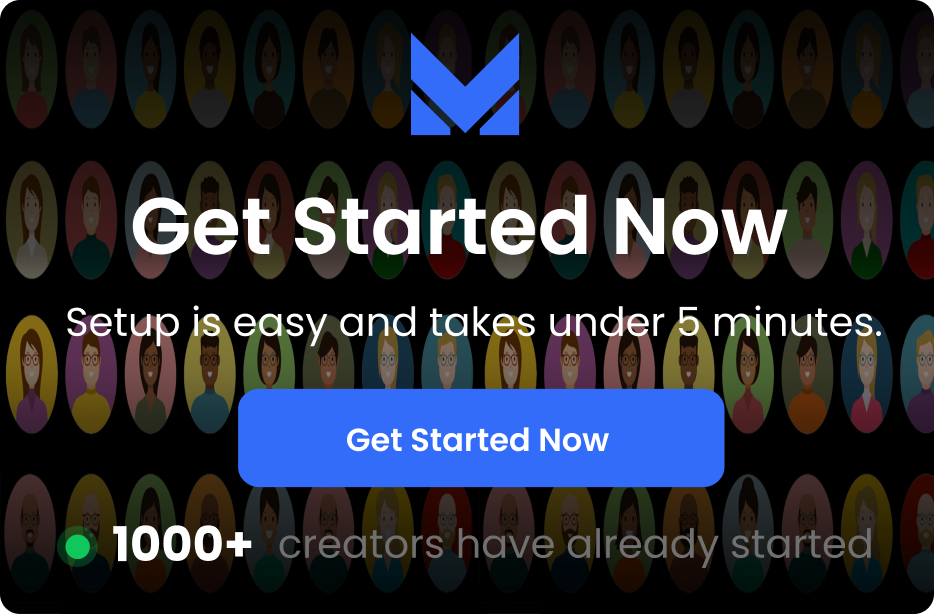 Get Started Now
Setup is easy and takes under 5 minutes.
Get Started Now
1000+ creators have already started